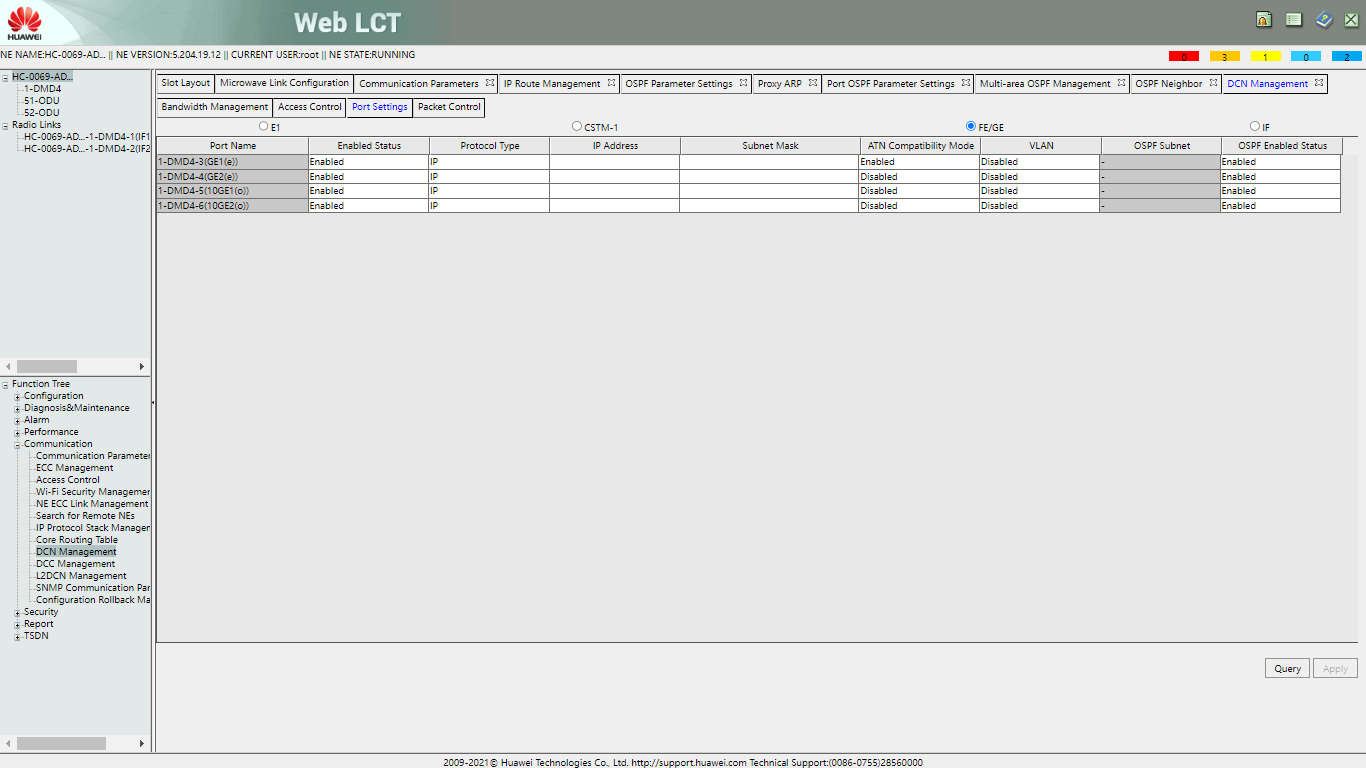 HUAWEI
Web LCT
NE NAME:HC-0069-AD... || NE VERSION:5.204.19.12 || CURRENT USER:root || NE STATE:RUNNING
0 3 1 0 2
HC-0069-AD...
1-DMD4
51-ODU
52-ODU
Radio Links
HC-0069-AD...-1-DMD4-1(IF1
HC-0069-AD...-1-DMD4-2(IF2
Slot Layout Microwave Link Configuration Communication Parameters IP Route Management OSPF Parameter Settings Proxy ARP Port OSPF Parameter Settings Multi-area OSPF Management OSPF Neighbor DCN Management
Bandwidth Management Access Control Port Settings Packet Control
E1 CSTM-1 FE/GE IF
Port Name Enabled Status Protocol Type IP Address Subnet Mask ATN Compatibility Mode VLAN OSPF Subnet OSPF Enabled Status
1-DMD4-3(GE1(e)) Enabled IP Enabled Disabled - Enabled
1-DMD4-4(GE2(e)) Enabled IP Disabled Disabled - Enabled
1-DMD4-5(10GE1(o)) Enabled IP Disabled Disabled - Enabled
1-DMD4-6(10GE2(o)) Enabled IP Disabled Disabled - Enabled
Function Tree
Configuration
Diagnosis&Maintenance
Alarm
Performance
Communication
Communication Parameter
ECC Management
Access Control
Wi-Fi Security Managemer
NE ECC Link Management
Search for Remote NEs
IP Protocol Stack Manager
Core Routing Table
DCN Management
DCC Management
L2DCN Management
SNMP Communication Par
Configuration Rollback Ma
Security
Report
TSDN
Query Apply
2009-2021© Huawei Technologies Co., Ltd. http://support.huawei.com Technical Support:(0086-0755)28560000